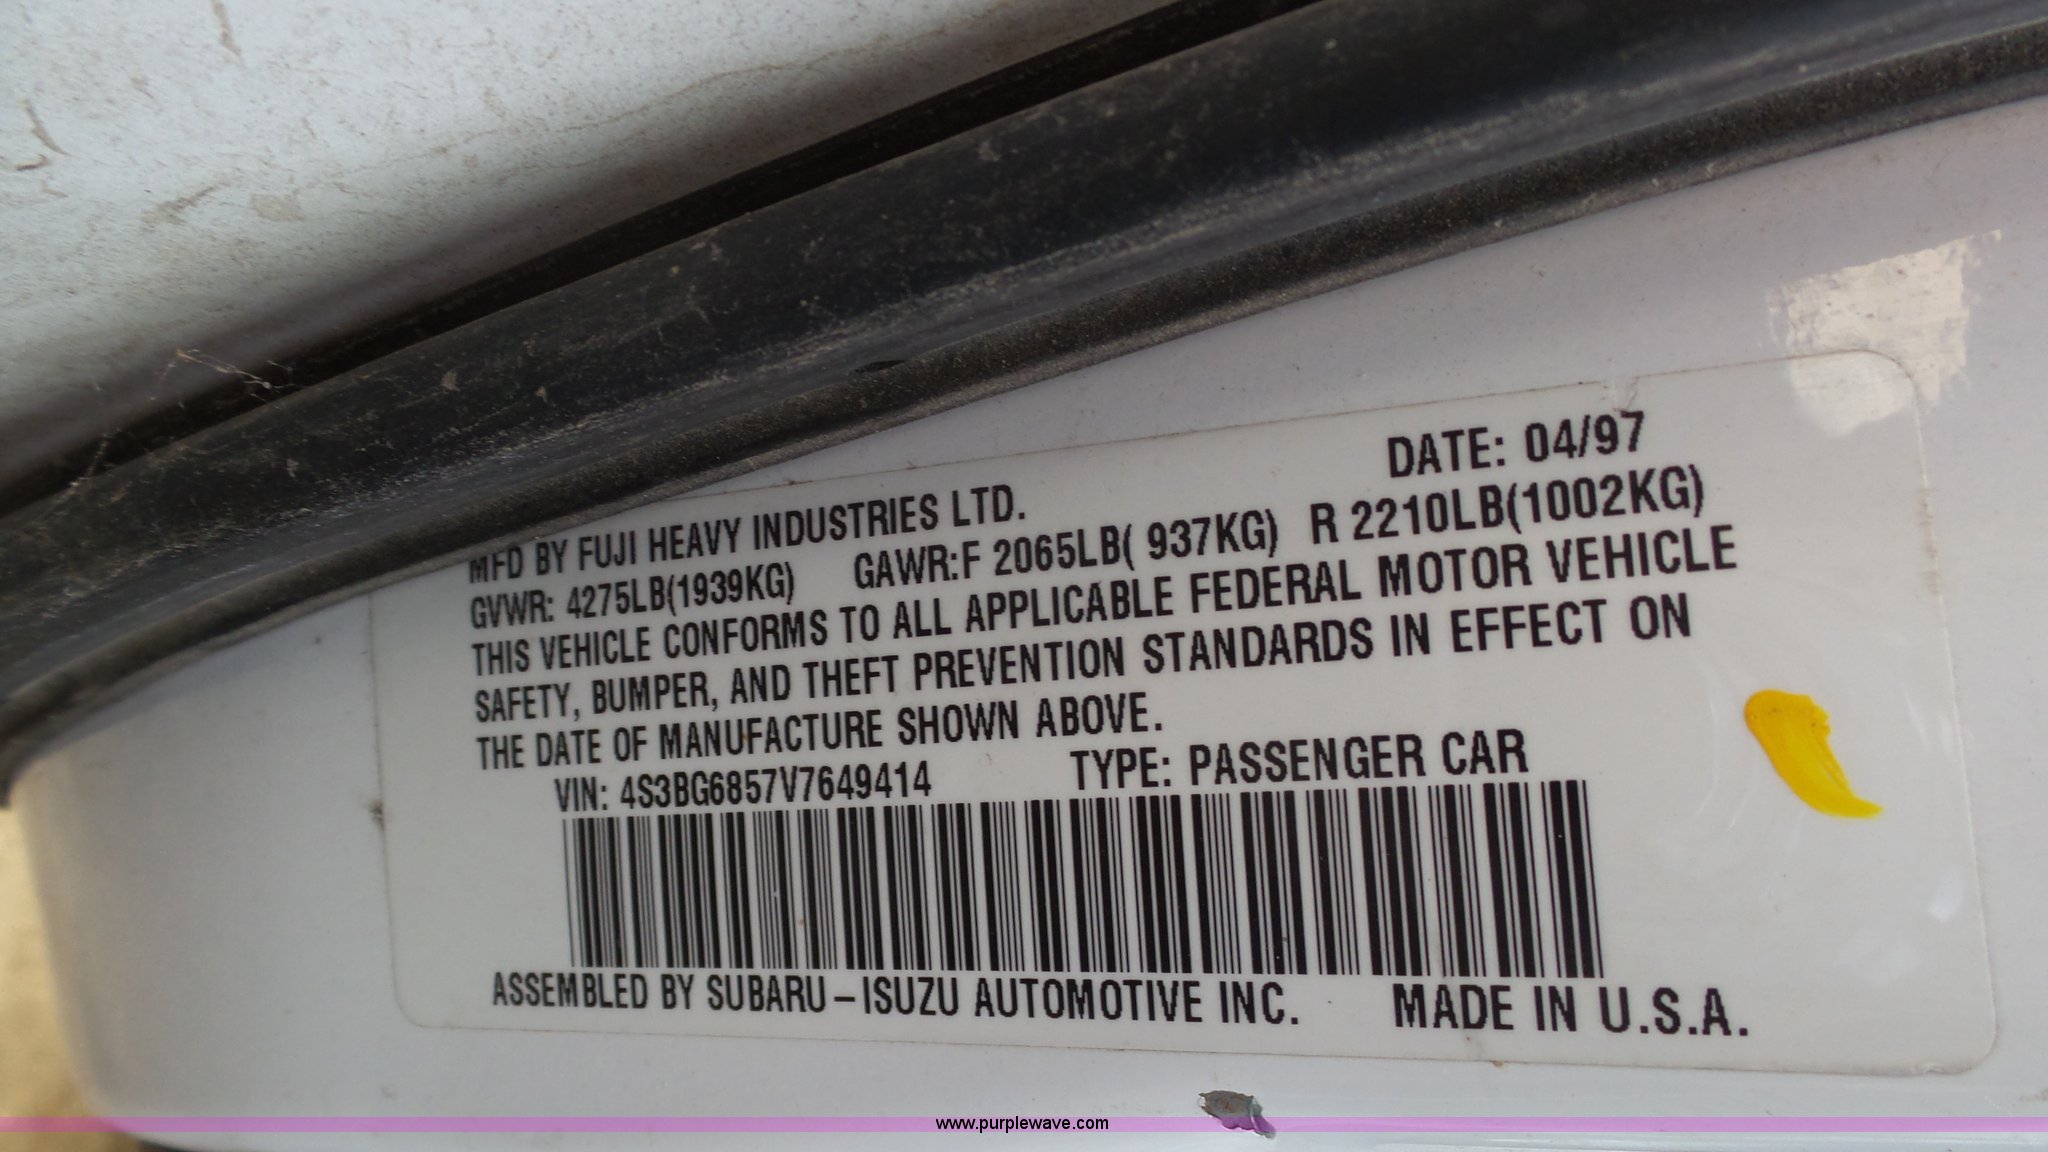 DATE: 04/97
MFD BY FUJI HEAVY INDUSTRIES LTD.
GVWR: 4275LB(1939KG) GAWR:F 2065LB( 937KG) R 2210LB(1002KG)
THIS VEHICLE CONFORMS TO ALL APPLICABLE FEDERAL MOTOR VEHICLE
SAFETY, BUMPER, AND THEFT PREVENTION STANDARDS IN EFFECT ON
THE DATE OF MANUFACTURE SHOWN ABOVE.
VIN: 4S3BG6857V7649414 TYPE: PASSENGER CAR
ASSEMBLED BY SUBARU-ISUZU AUTOMOTIVE INC. MADE IN U.S.A.
www.purplewave.com